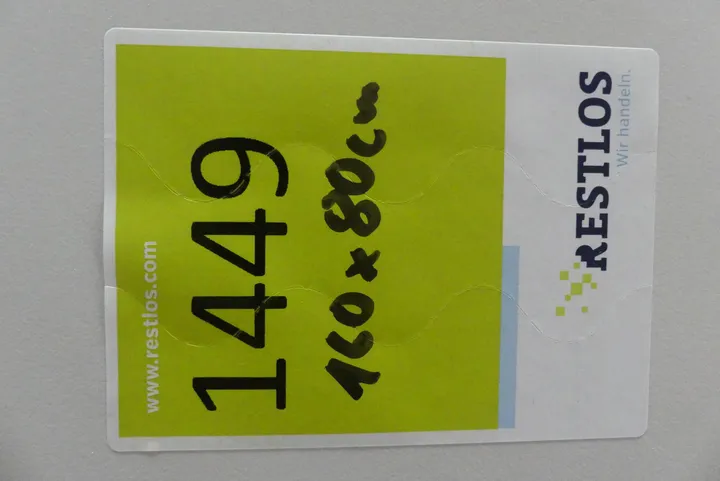 www.restlos.com
1449
160 x 80cm
RESTLOS
Wir handeln.